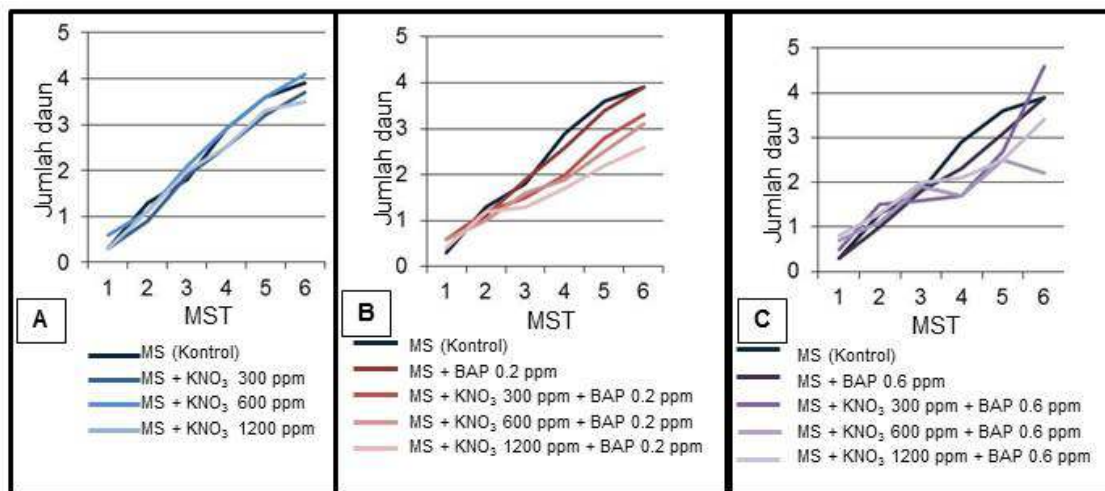 5
4
3
2
1
0
Jumlah daun
1 2 3 4 5 6
MST
A
MS (Kontrol)
MS + KNO₃ 300 ppm
MS + KNO₃ 600 ppm
MS + KNO₃ 1200 ppm
5
4
3
2
1
0
Jumlah daun
1 2 3 4 5 6
MST
B
MS (Kontrol)
MS + BAP 0.2 ppm
MS + KNO₃ 300 ppm + BAP 0.2 ppm
MS + KNO₃ 600 ppm + BAP 0.2 ppm
MS + KNO₃ 1200 ppm + BAP 0.2 ppm
5
4
3
2
1
0
Jumlah daun
1 2 3 4 5 6
MST
C
MS (Kontrol)
MS + BAP 0.6 ppm
MS + KNO₃ 300 ppm + BAP 0.6 ppm
MS + KNO₃ 600 ppm + BAP 0.6 ppm
MS + KNO₃ 1200 ppm + BAP 0.6 ppm